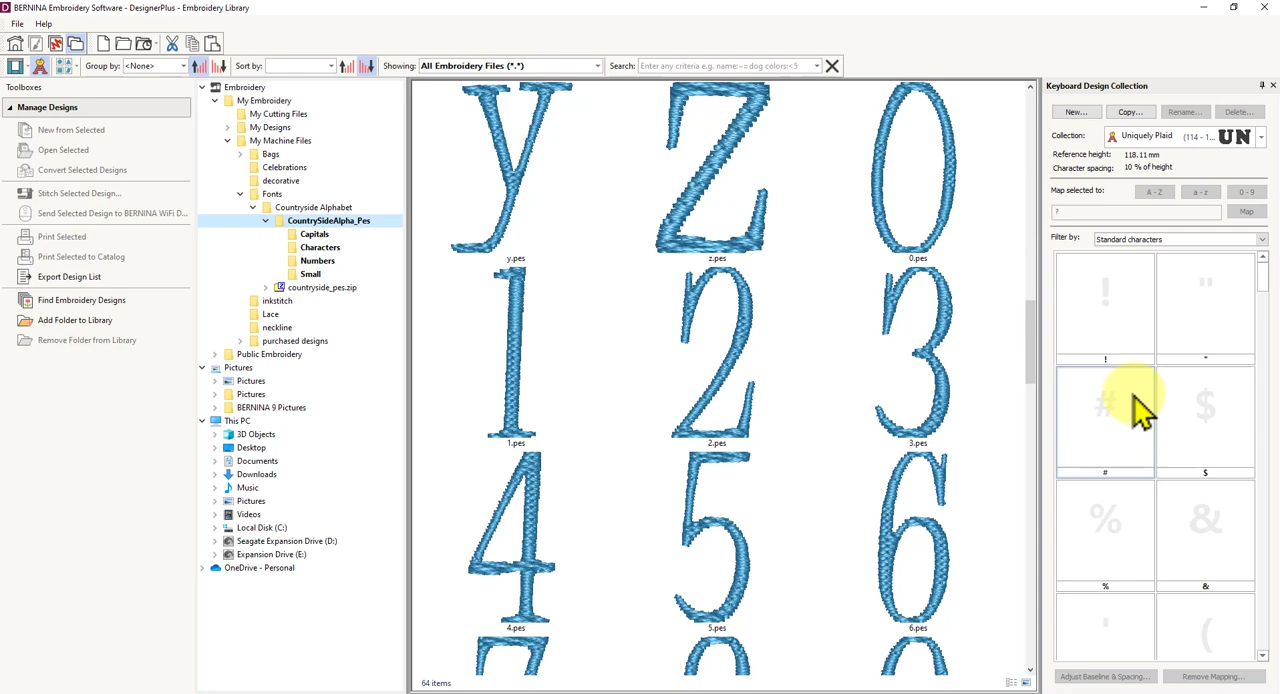 BERNINA Embroidery Software - DesignerPlus - Embroidery Library
File Help
Group by: <None> Sort by: Showing: All Embroidery Files (*.*) Search: Enter any criteria e.g. name:~=dog colors:<5
Toolboxes
Manage Designs
New from Selected
Open Selected
Convert Selected Designs
Stitch Selected Design...
Send Selected Design to BERNINA WiFi D...
Print Selected
Print Selected to Catalog
Export Design List
Find Embroidery Designs
Add Folder to Library
Remove Folder from Library
Embroidery
My Embroidery
My Cutting Files
My Designs
My Machine Files
Bags
Celebrations
decorative
Fonts
Countryside Alphabet
CountrySideAlpha_Pes
Capitals
Characters
Numbers
Small
countryside_pes.zip
inkstitch
Lace
neckline
purchased designs
Public Embroidery
Pictures
Pictures
Pictures
BERNINA 9 Pictures
This PC
3D Objects
Desktop
Documents
Downloads
Music
Pictures
Videos
Local Disk (C:)
Seagate Expansion Drive (D:)
Expansion Drive (E:)
OneDrive - Personal
y z 0
y.pes z.pes 0.pes
1 2 3
1.pes 2.pes 3.pes
4 5 6
4.pes 5.pes 6.pes
64 items
Keyboard Design Collection
New... Copy... Rename... Delete...
Collection: Uniquely Plaid (114 - 1... UN
Reference height: 118.11 mm
Character spacing: 10 % of height
Map selected to: A - Z a - z 0 - 9
? Map
Filter by: Standard characters
! "
! "
# $
# $
% &
% &
' (
Adjust Baseline & Spacing... Remove Mapping...